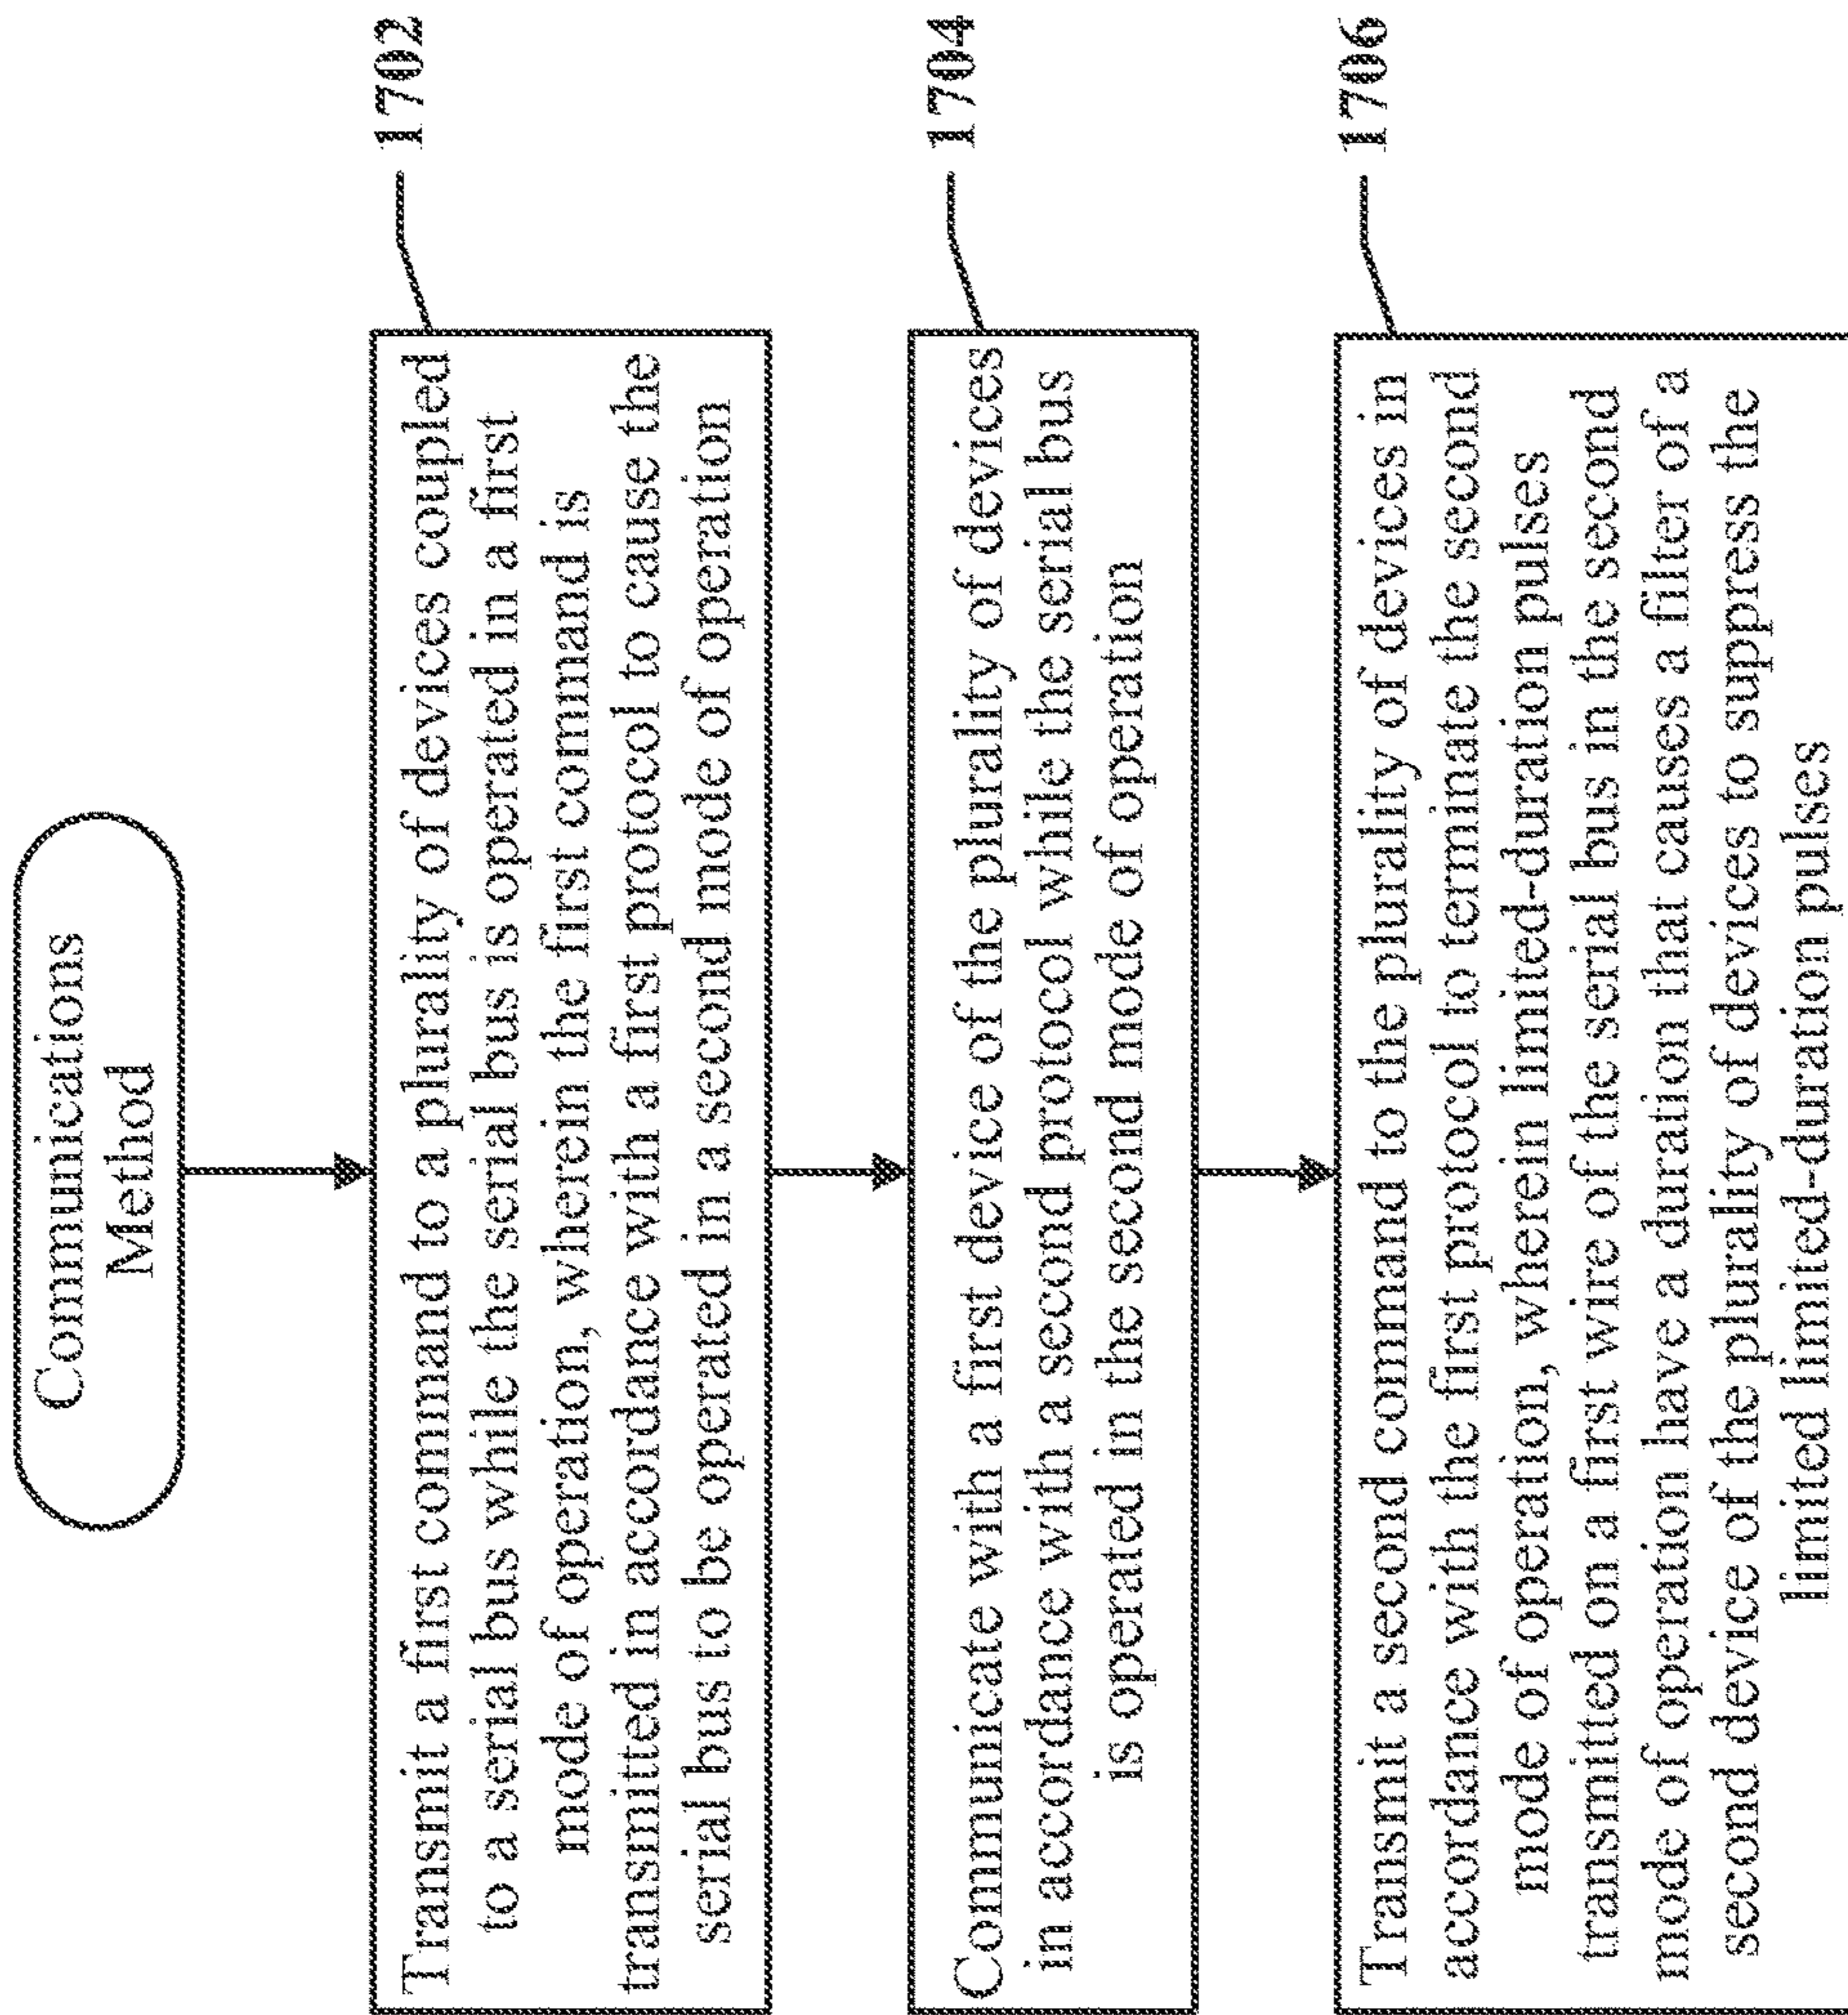 Communications
Method
1702
Transmit a first command to a plurality of devices coupled
to a serial bus while the serial bus is operated in a first
mode of operation, wherein the first command is
transmitted in accordance with a first protocol to cause the
serial bus to be operated in a second mode of operation
1704
Communicate with a first device of the plurality of devices
in accordance with a second protocol while the serial bus
is operated in the second mode of operation
1706
Transmit a second command to the plurality of devices in
accordance with the first protocol to terminate the second
mode of operation, wherein limited-duration pulses
transmitted on a first wire of the serial bus in the second
mode of operation have a duration that causes a filter of a
second device of the plurality of devices to suppress the
limited limited-duration pulses